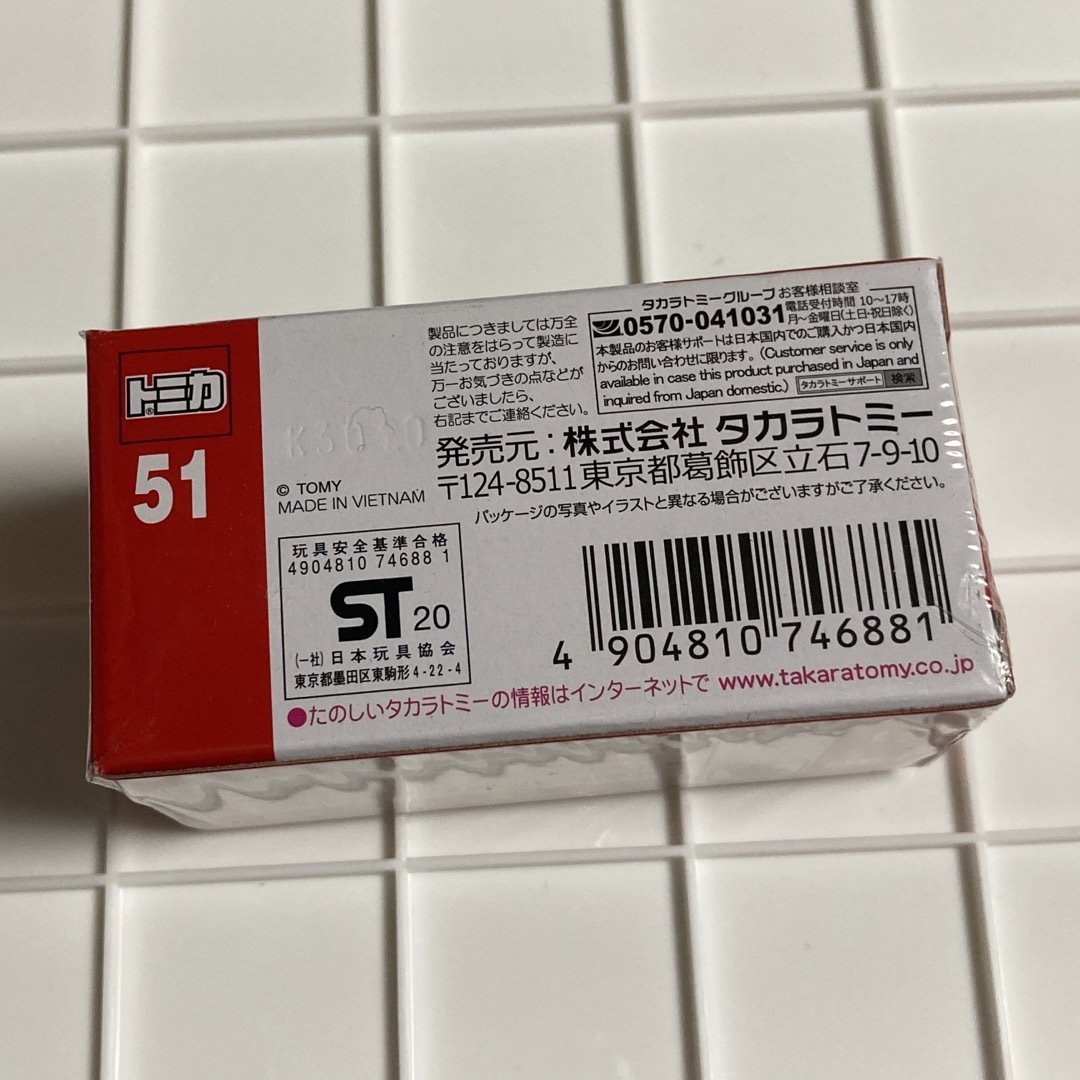 トミカ®
51
製品につきましては万全
の注意をはらって製造に
当たっておりますが、
万一お気づきの点などが
ございましたら、
右記までご連絡ください。
タカラトミーグループ お客様相談室
0570-041031
電話受付時間 10〜17時
月〜金曜日(土日・祝日除く)
本製品のお客様サポートは日本国内でのご購入かつ日本国内
からのお問い合わせに限ります。(Customer service is only
available in case this product purchased in Japan and
inquired from Japan domestic.) タカラトミーサポート 検索
発売元:株式会社 タカラトミー
〒124-8511東京都葛飾区立石7-9-10
© TOMY
MADE IN VIETNAM
パッケージの写真やイラストと異なる場合がございますがご了承ください。
玩具安全基準合格
4904810 74688 1
ST 20
(一社)日本玩具協会
東京都墨田区東駒形4-22-4
4 904810 746881
●たのしいタカラトミーの情報はインターネットで www.takaratomy.co.jp